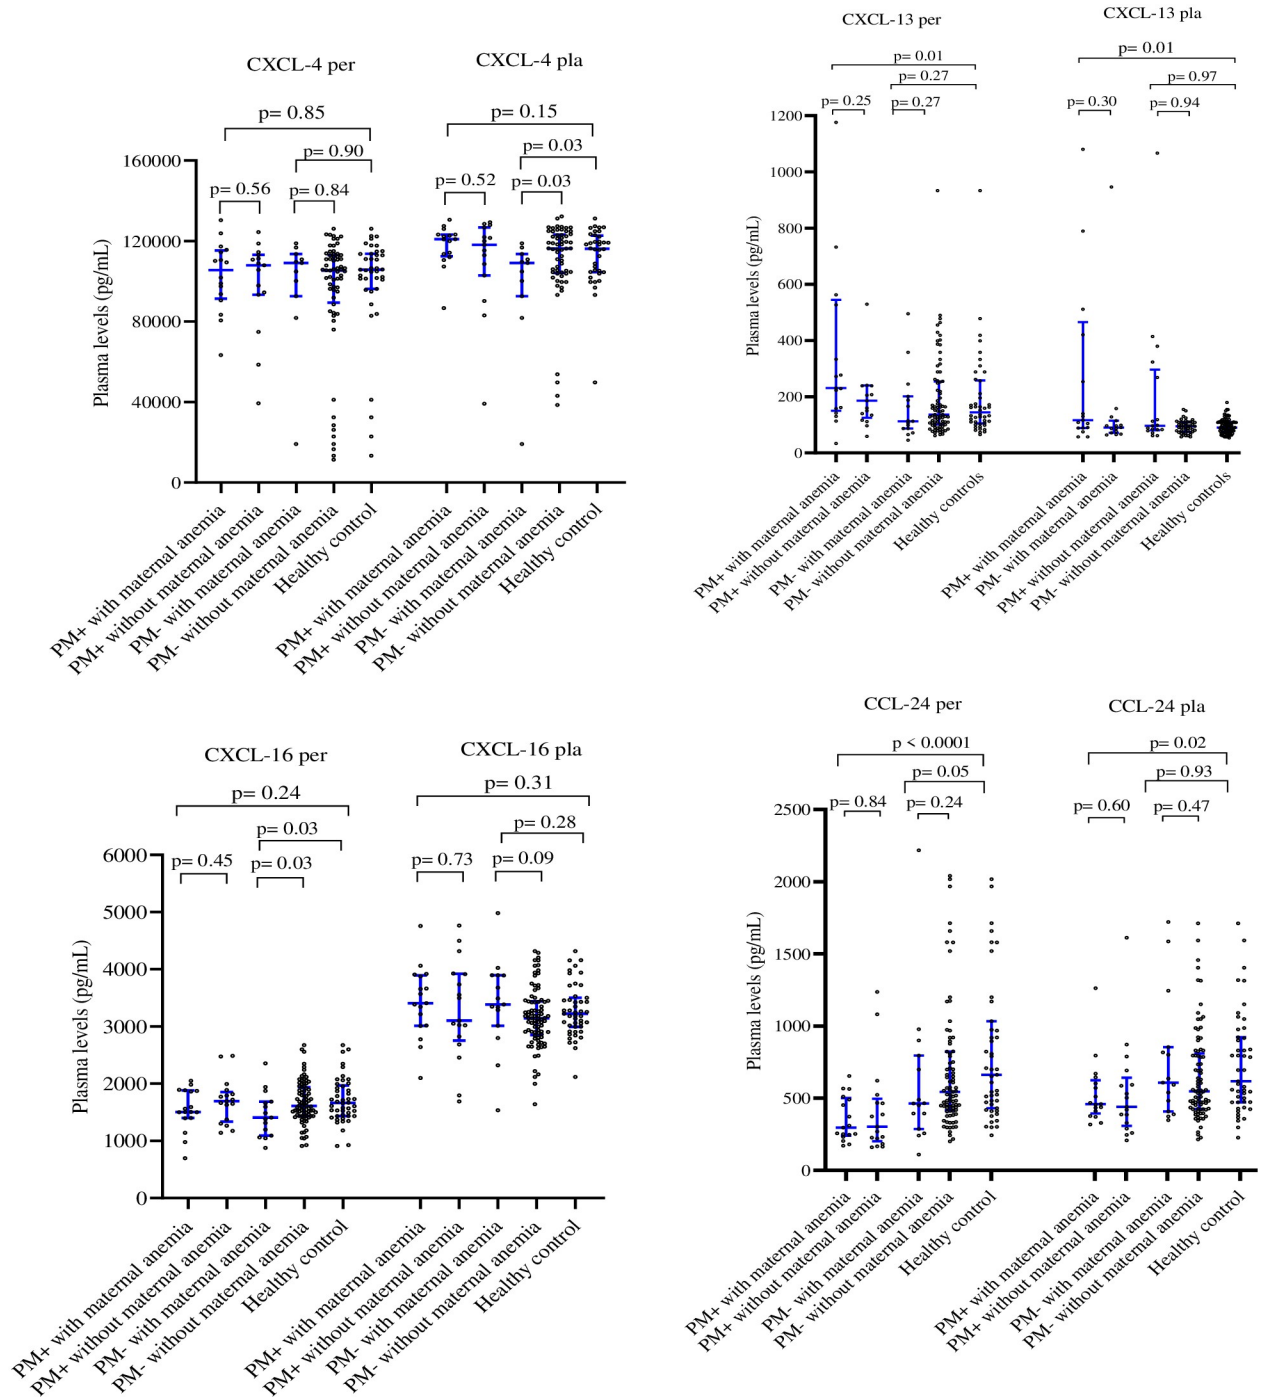 CXCL-4 per
CXCL-4 pla
p= 0.85
p= 0.15
p= 0.90
p= 0.03
p= 0.56
p= 0.84
p= 0.52
p= 0.03
Plasma levels (pg/mL)
160000
120000
80000
40000
0
PM+ with maternal anemia
PM+ without maternal anemia
PM- with maternal anemia
PM- without maternal anemia
Healthy control
PM+ with maternal anemia
PM+ without maternal anemia
PM- with maternal anemia
PM- without maternal anemia
Healthy control
CXCL-13 per
CXCL-13 pla
p= 0.01
p= 0.01
p= 0.27
p= 0.97
p= 0.25
p= 0.27
p= 0.30
p= 0.94
Plasma levels (pg/mL)
1200
1000
800
600
400
200
0
PM+ with maternal anemia
PM+ without maternal anemia
PM- with maternal anemia
PM- without maternal anemia
Healthy controls
PM+ with maternal anemia
PM- with maternal anemia
PM+ without maternal anemia
PM- without maternal anemia
Healthy controls
CXCL-16 per
CXCL-16 pla
p= 0.24
p= 0.31
p= 0.03
p= 0.28
p= 0.45
p= 0.03
p= 0.73
p= 0.09
Plasma levels (pg/mL)
6000
5000
4000
3000
2000
1000
0
PM+ with maternal anemia
PM+ without maternal anemia
PM- with maternal anemia
PM- without maternal anemia
Healthy control
PM+ with maternal anemia
PM+ without maternal anemia
PM- with maternal anemia
PM- without maternal anemia
Healthy control
CCL-24 per
CCL-24 pla
p < 0.0001
p= 0.02
p= 0.05
p= 0.93
p= 0.84
p= 0.24
p= 0.60
p= 0.47
Plasma levels (pg/mL)
2500
2000
1500
1000
500
0
PM+ with maternal anemia
PM+ without maternal anemia
PM- with maternal anemia
PM- without maternal anemia
Healthy control
PM+ with maternal anemia
PM+ without maternal anemia
PM- with maternal anemia
PM- without maternal anemia
Healthy control